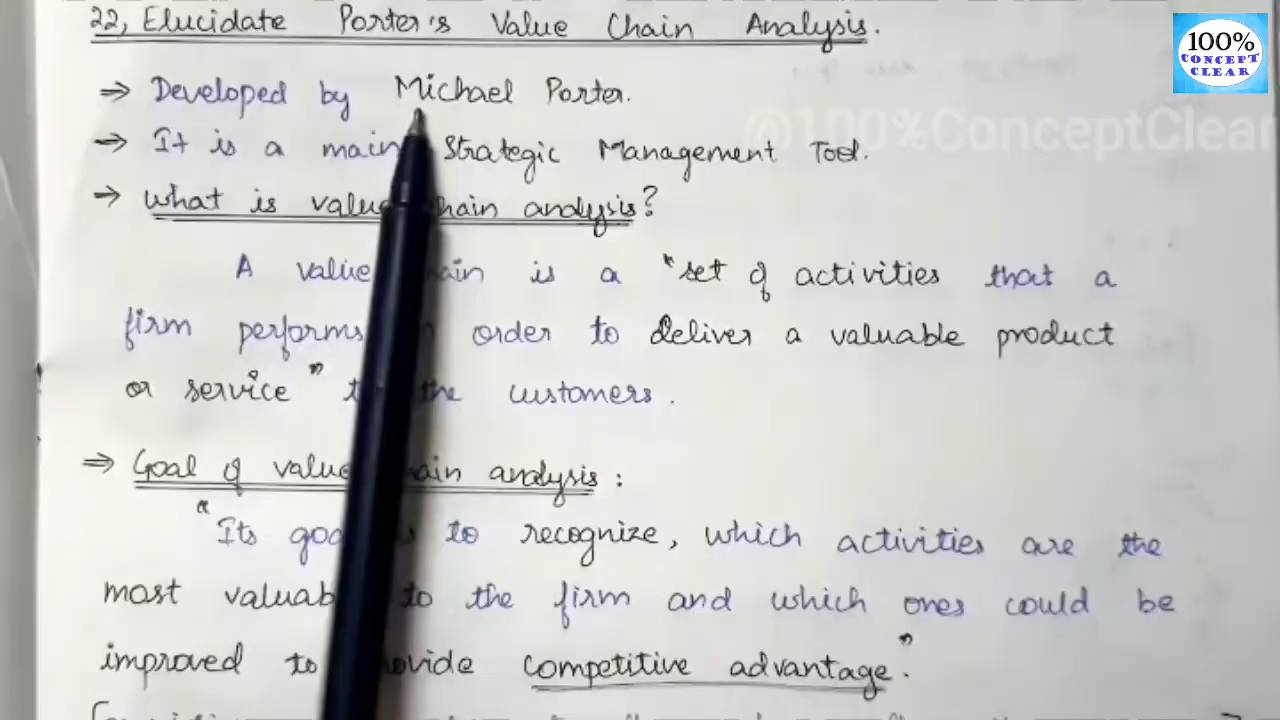 22, Elucidate Porter's Value Chain Analysis.
100%
CONCEPT
CLEAR
⇒ Developed by Michael Porter.
@100%ConceptClear
→ It is a main Strategic Management Tool.
→ What is value chain analysis?
A value chain is a "set of activities that a
firm performs in order to deliver a valuable product
or service" to the customers.
⇒ Goal of value chain analysis :
"Its goal is to recognize, which activities are the
most valuable to the firm and which ones could be
improved to provide competitive advantage."